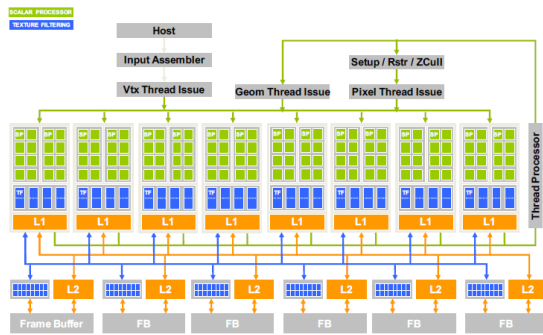 SCALAR PROCESSOR
TEXTURE FILTERING
Host
Input Assembler
Setup / Rstr / ZCull
Vtx Thread Issue
Geom Thread Issue
Pixel Thread Issue
SP SP SP SP SP SP SP SP SP SP SP SP SP SP SP SP
TF TF TF TF TF TF TF TF
L1 L1 L1 L1 L1 L1 L1 L1
Thread Processor
L2 L2 L2 L2 L2 L2
Frame Buffer FB FB FB FB FB